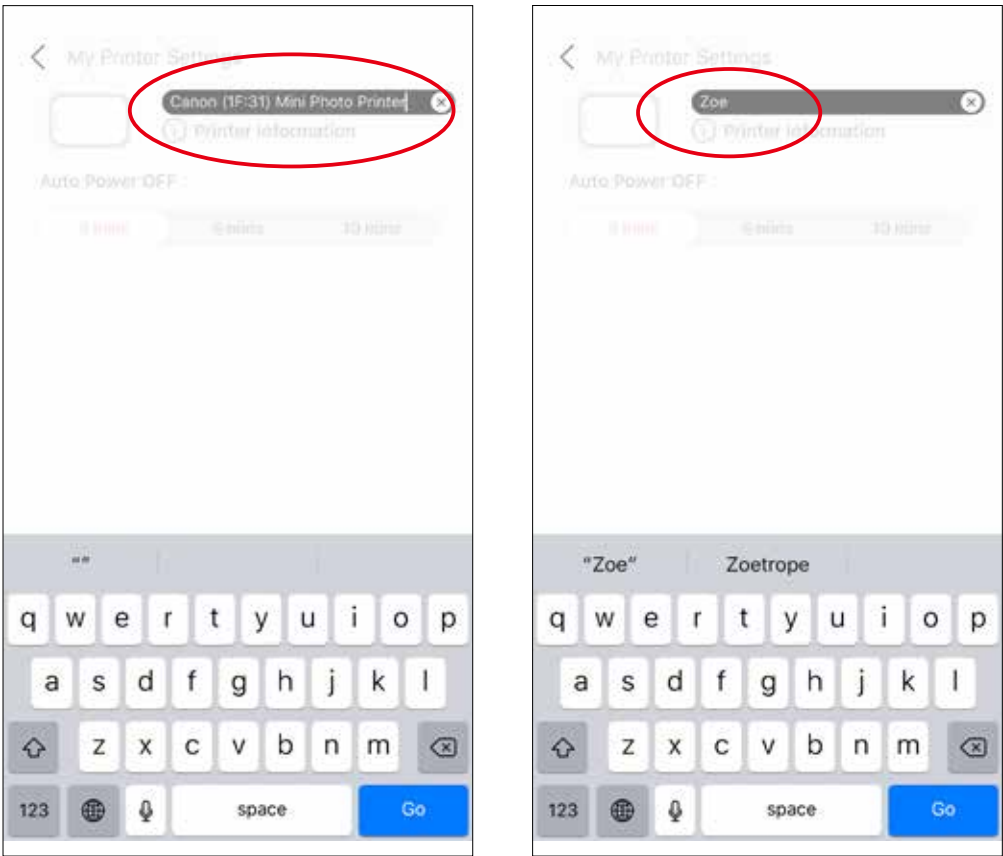 My Printer Settings
Canon (1F:31) Mini Photo Printer
Printer information
Auto Power OFF :
6 mins 10 mins
“”
q w e r t y u i o p
a s d f g h j k l
z x c v b n m
123 space Go
My Printer Settings
Zoe
Printer information
Auto Power OFF :
6 mins 10 mins
“Zoe“ Zoetrope
q w e r t y u i o p
a s d f g h j k l
z x c v b n m
123 space Go